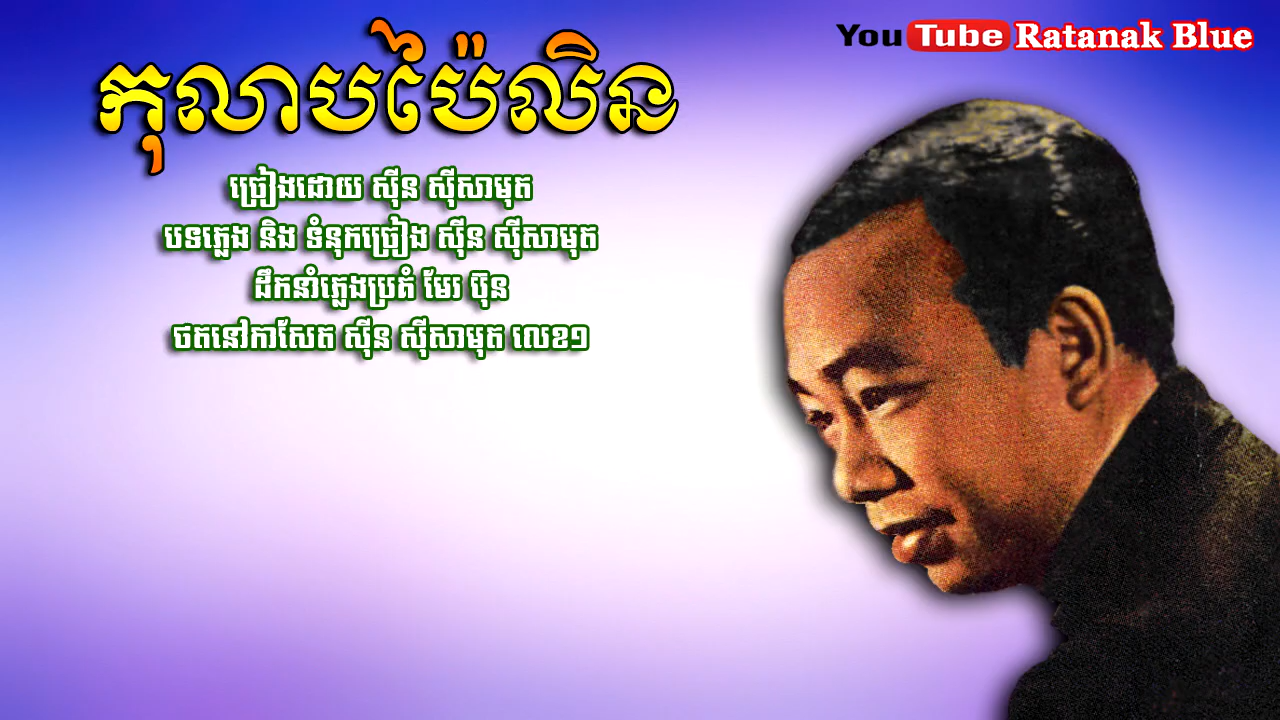 You Tube Ratanak Blue
កុលាបប៉ៃលិន
ច្រៀងដោយ ស៊ីន ស៊ីសាមុត
បទភ្លេង និង ទំនុកច្រៀង ស៊ីន ស៊ីសាមុត
ដឹកនាំភ្លេងប្រគំ មែរ ប៊ុន
ថតនៅកាសែត ស៊ីន ស៊ីសាមុត លេខ១